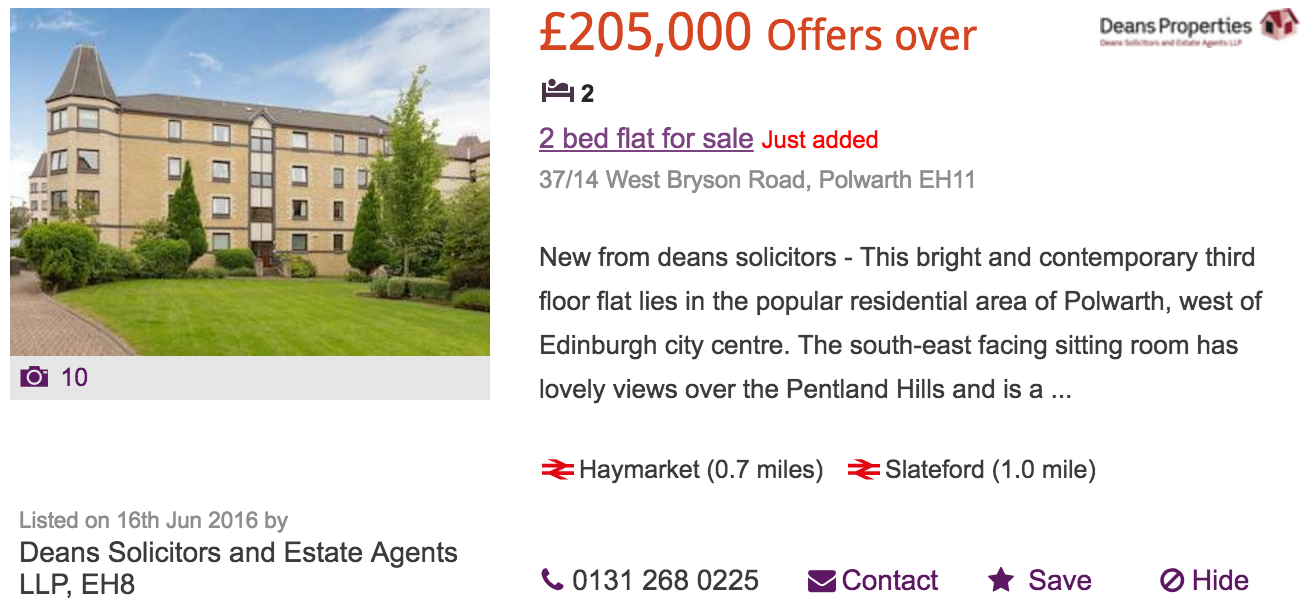 £205,000 Offers over
Deans Properties
Deans Solicitors and Estate Agents LLP
2
2 bed flat for sale Just added
37/14 West Bryson Road, Polwarth EH11
New from deans solicitors - This bright and contemporary third
floor flat lies in the popular residential area of Polwarth, west of
Edinburgh city centre. The south-east facing sitting room has
lovely views over the Pentland Hills and is a ...
10
Haymarket (0.7 miles) Slateford (1.0 mile)
Listed on 16th Jun 2016 by
Deans Solicitors and Estate Agents
LLP, EH8
0131 268 0225 Contact Save Hide